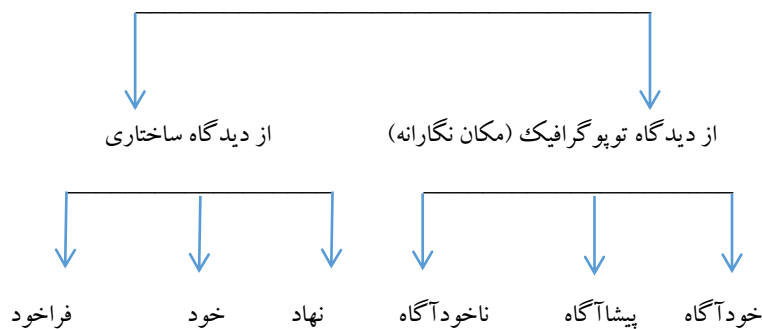 از دیدگاه توپوگرافیک (مکان نگارانه) از دیدگاه ساختاری
خودآگاه پیشاآگاه ناخودآگاه نهاد خود فراخود